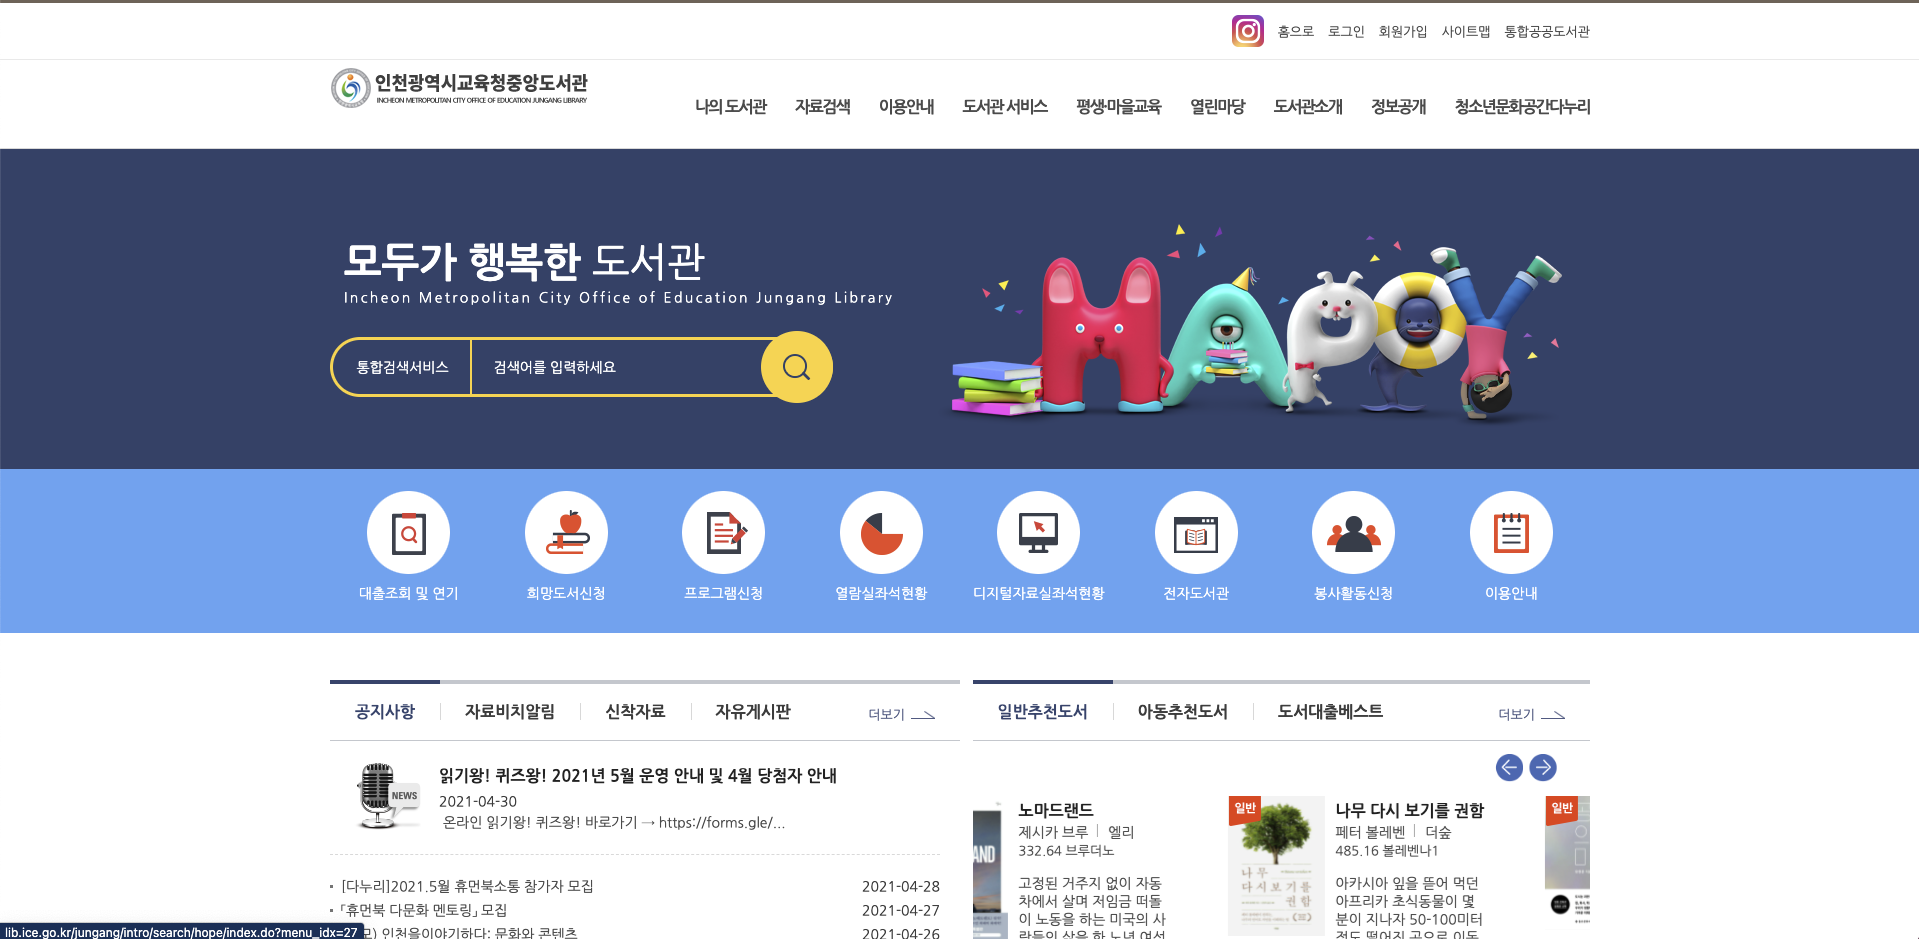 홈으로 로그인 회원가입 사이트맵 통합공공도서관
인천광역시교육청중앙도서관
INCHEON METROPOLITAN CITY OFFICE OF EDUCATION JUNGANG LIBRARY
나의 도서관 자료검색 이용안내 도서관 서비스 평생·마을교육 열린마당 도서관소개 정보공개 청소년문화공간다누리
모두가 행복한 도서관
Incheon Metropolitan City Office of Education Jungang Library
HAPPY
통합검색서비스 검색어를 입력하세요
대출조회 및 연기 희망도서신청 프로그램신청 열람실좌석현황 디지털자료실좌석현황 전자도서관 봉사활동신청 이용안내
공지사항 자료비치알림 신착자료 자유게시판 더보기
NEWS
읽기왕! 퀴즈왕! 2021년 5월 운영 안내 및 4월 당첨자 안내
2021-04-30
온라인 읽기왕! 퀴즈왕! 바로가기 → https://forms.gle/...
[다누리]2021.5월 휴먼북소통 참가자 모집 2021-04-28
「휴먼북 다문화 멘토링」 모집 2021-04-27
모) 인천을이야기하다: 문화와 콘텐츠 2021-04-26
일반추천도서 아동추천도서 도서대출베스트 더보기
AND
노마드랜드
제시카 브루 엘리
332.64 브루더노
고정된 거주지 없이 자동
차에서 살며 저임금 떠돌
이 노동을 하는 미국의 사
람들의 삶을 한 노년 여성
일반
나무
다시 보기를
권함
나무 다시 보기를 권함
페터 볼레벤 더숲
485.16 볼레벤나1
아카시아 잎을 뜯어 먹던
아프리카 초식동물이 몇
분이 지나자 50-100미터
정도 떨어진 곳으로 이동
일반
lib.ice.go.kr/jungang/intro/search/hope/index.do?menu_idx=27